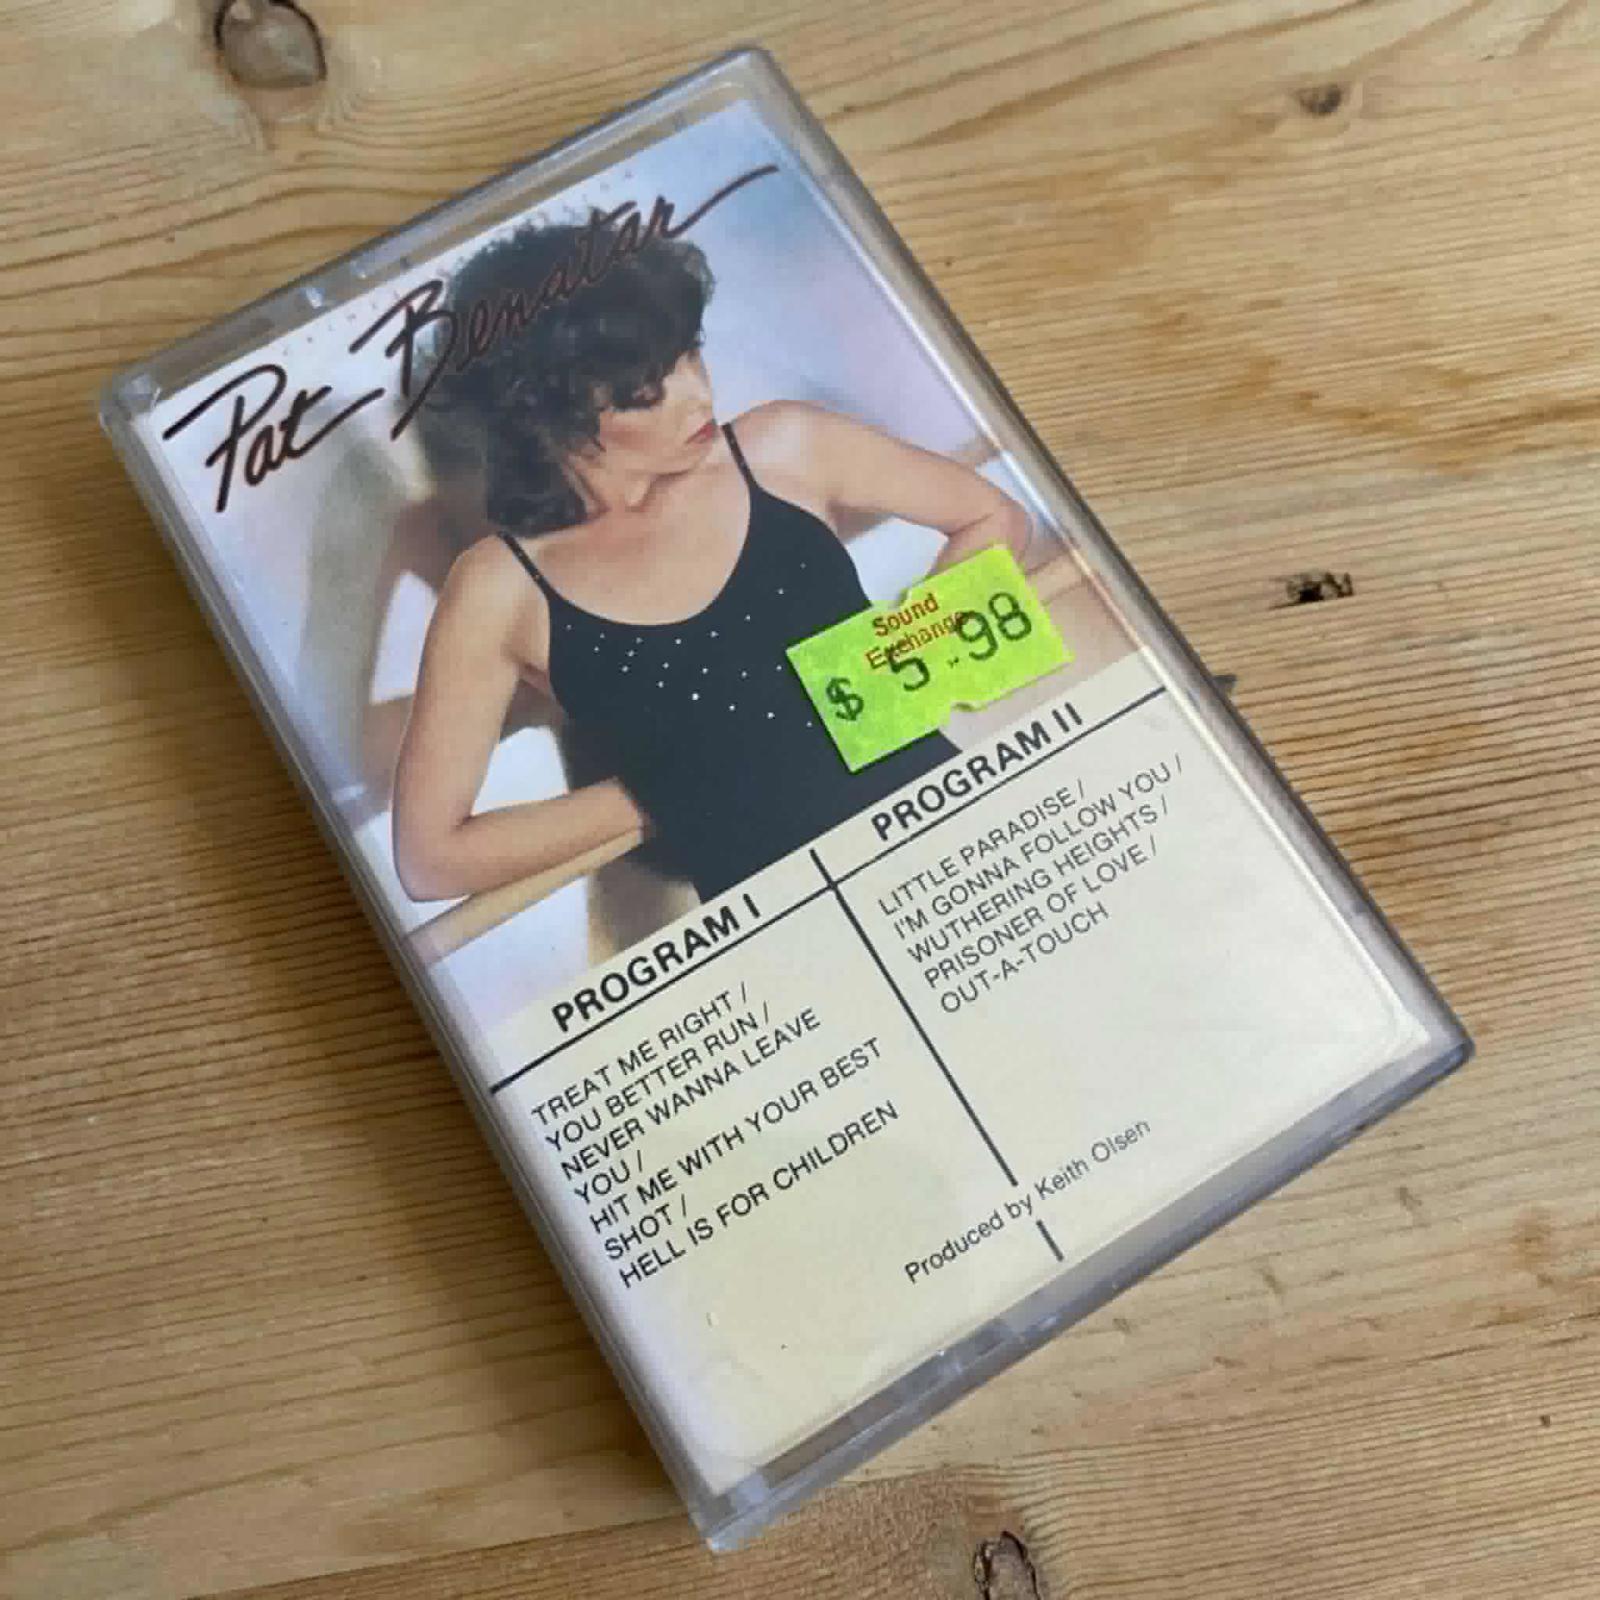 Pat Benatar
Sound
Exchange
$ 5.98
PROGRAM I
TREAT ME RIGHT /
YOU BETTER RUN /
NEVER WANNA LEAVE
YOU /
HIT ME WITH YOUR BEST
SHOT /
HELL IS FOR CHILDREN
PROGRAM II
LITTLE PARADISE /
I'M GONNA FOLLOW YOU /
WUTHERING HEIGHTS /
PRISONER OF LOVE /
OUT-A-TOUCH
Produced by Keith Olsen